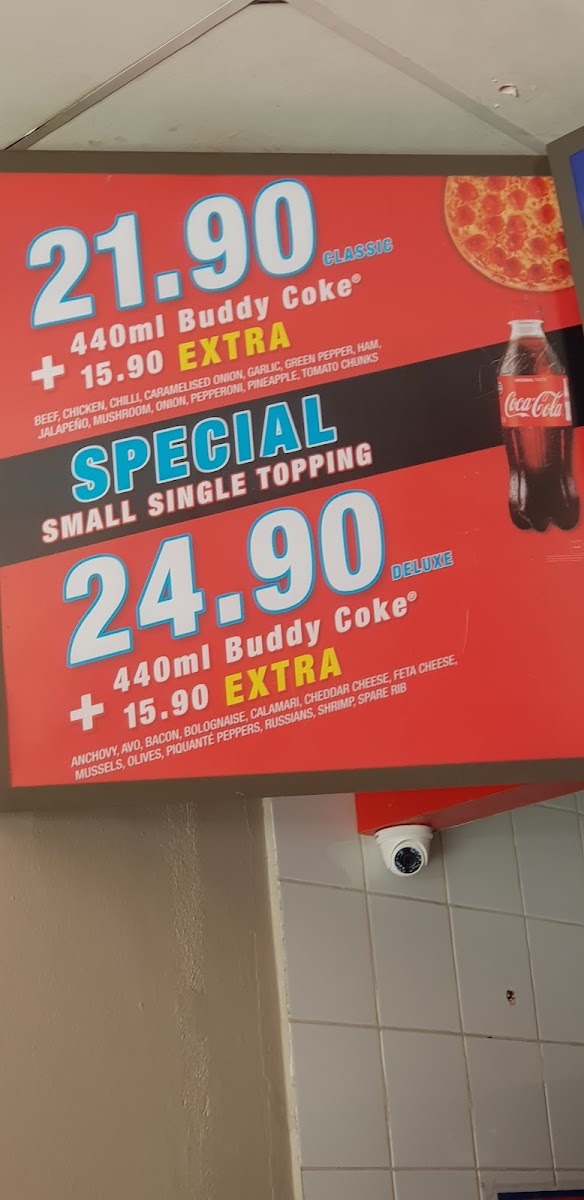 21.90 CLASSIC
+ 440ml Buddy Coke®
15.90 EXTRA
BEEF, CHICKEN, CHILLI, CARAMELISED ONION, GARLIC, GREEN PEPPER, HAM,
JALAPEÑO, MUSHROOM, ONION, PEPPERONI, PINEAPPLE, TOMATO CHUNKS
SPECIAL
SMALL SINGLE TOPPING
Coca-Cola
24.90 DELUXE
+ 440ml Buddy Coke®
15.90 EXTRA
ANCHOVY, AVO, BACON, BOLOGNAISE, CALAMARI, CHEDDAR CHEESE, FETA CHEESE,
MUSSELS, OLIVES, PIQUANTÉ PEPPERS, RUSSIANS, SHRIMP, SPARE RIB